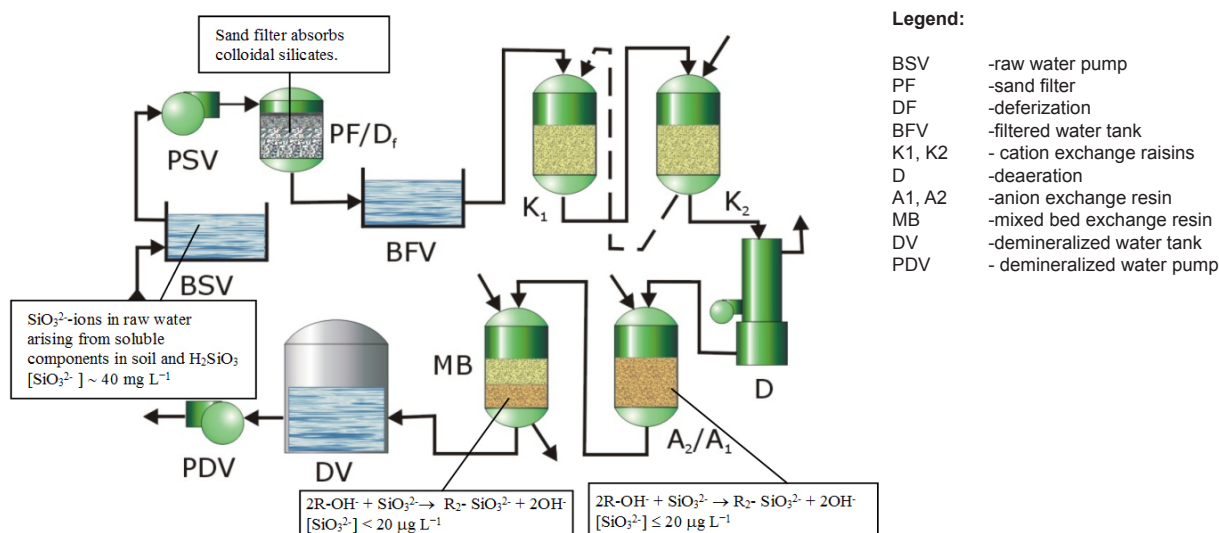 Sand filter absorbs
colloidal silicates.
PSV
PF/Df
BSV
BFV
K1
K2
D
SiO3²⁻-ions in raw water
arising from soluble
components in soil and H2SiO3
[SiO3²⁻ ] ~ 40 mg L⁻¹
MB
A2/A1
PDV
DV
2R-OH⁻ + SiO3²⁻→ R2- SiO3²⁻ + 2OH⁻
[SiO3²⁻] < 20 µg L⁻¹
2R-OH⁻ + SiO3²⁻ → R2- SiO3²⁻ + 2OH⁻
[SiO3²⁻] ≤ 20 µg L⁻¹
Legend:
BSV -raw water pump
PF -sand filter
DF -deferization
BFV -filtered water tank
K1, K2 - cation exchange raisins
D -deaeration
A1, A2 -anion exchange resin
MB -mixed bed exchange resin
DV -demineralized water tank
PDV - demineralized water pump